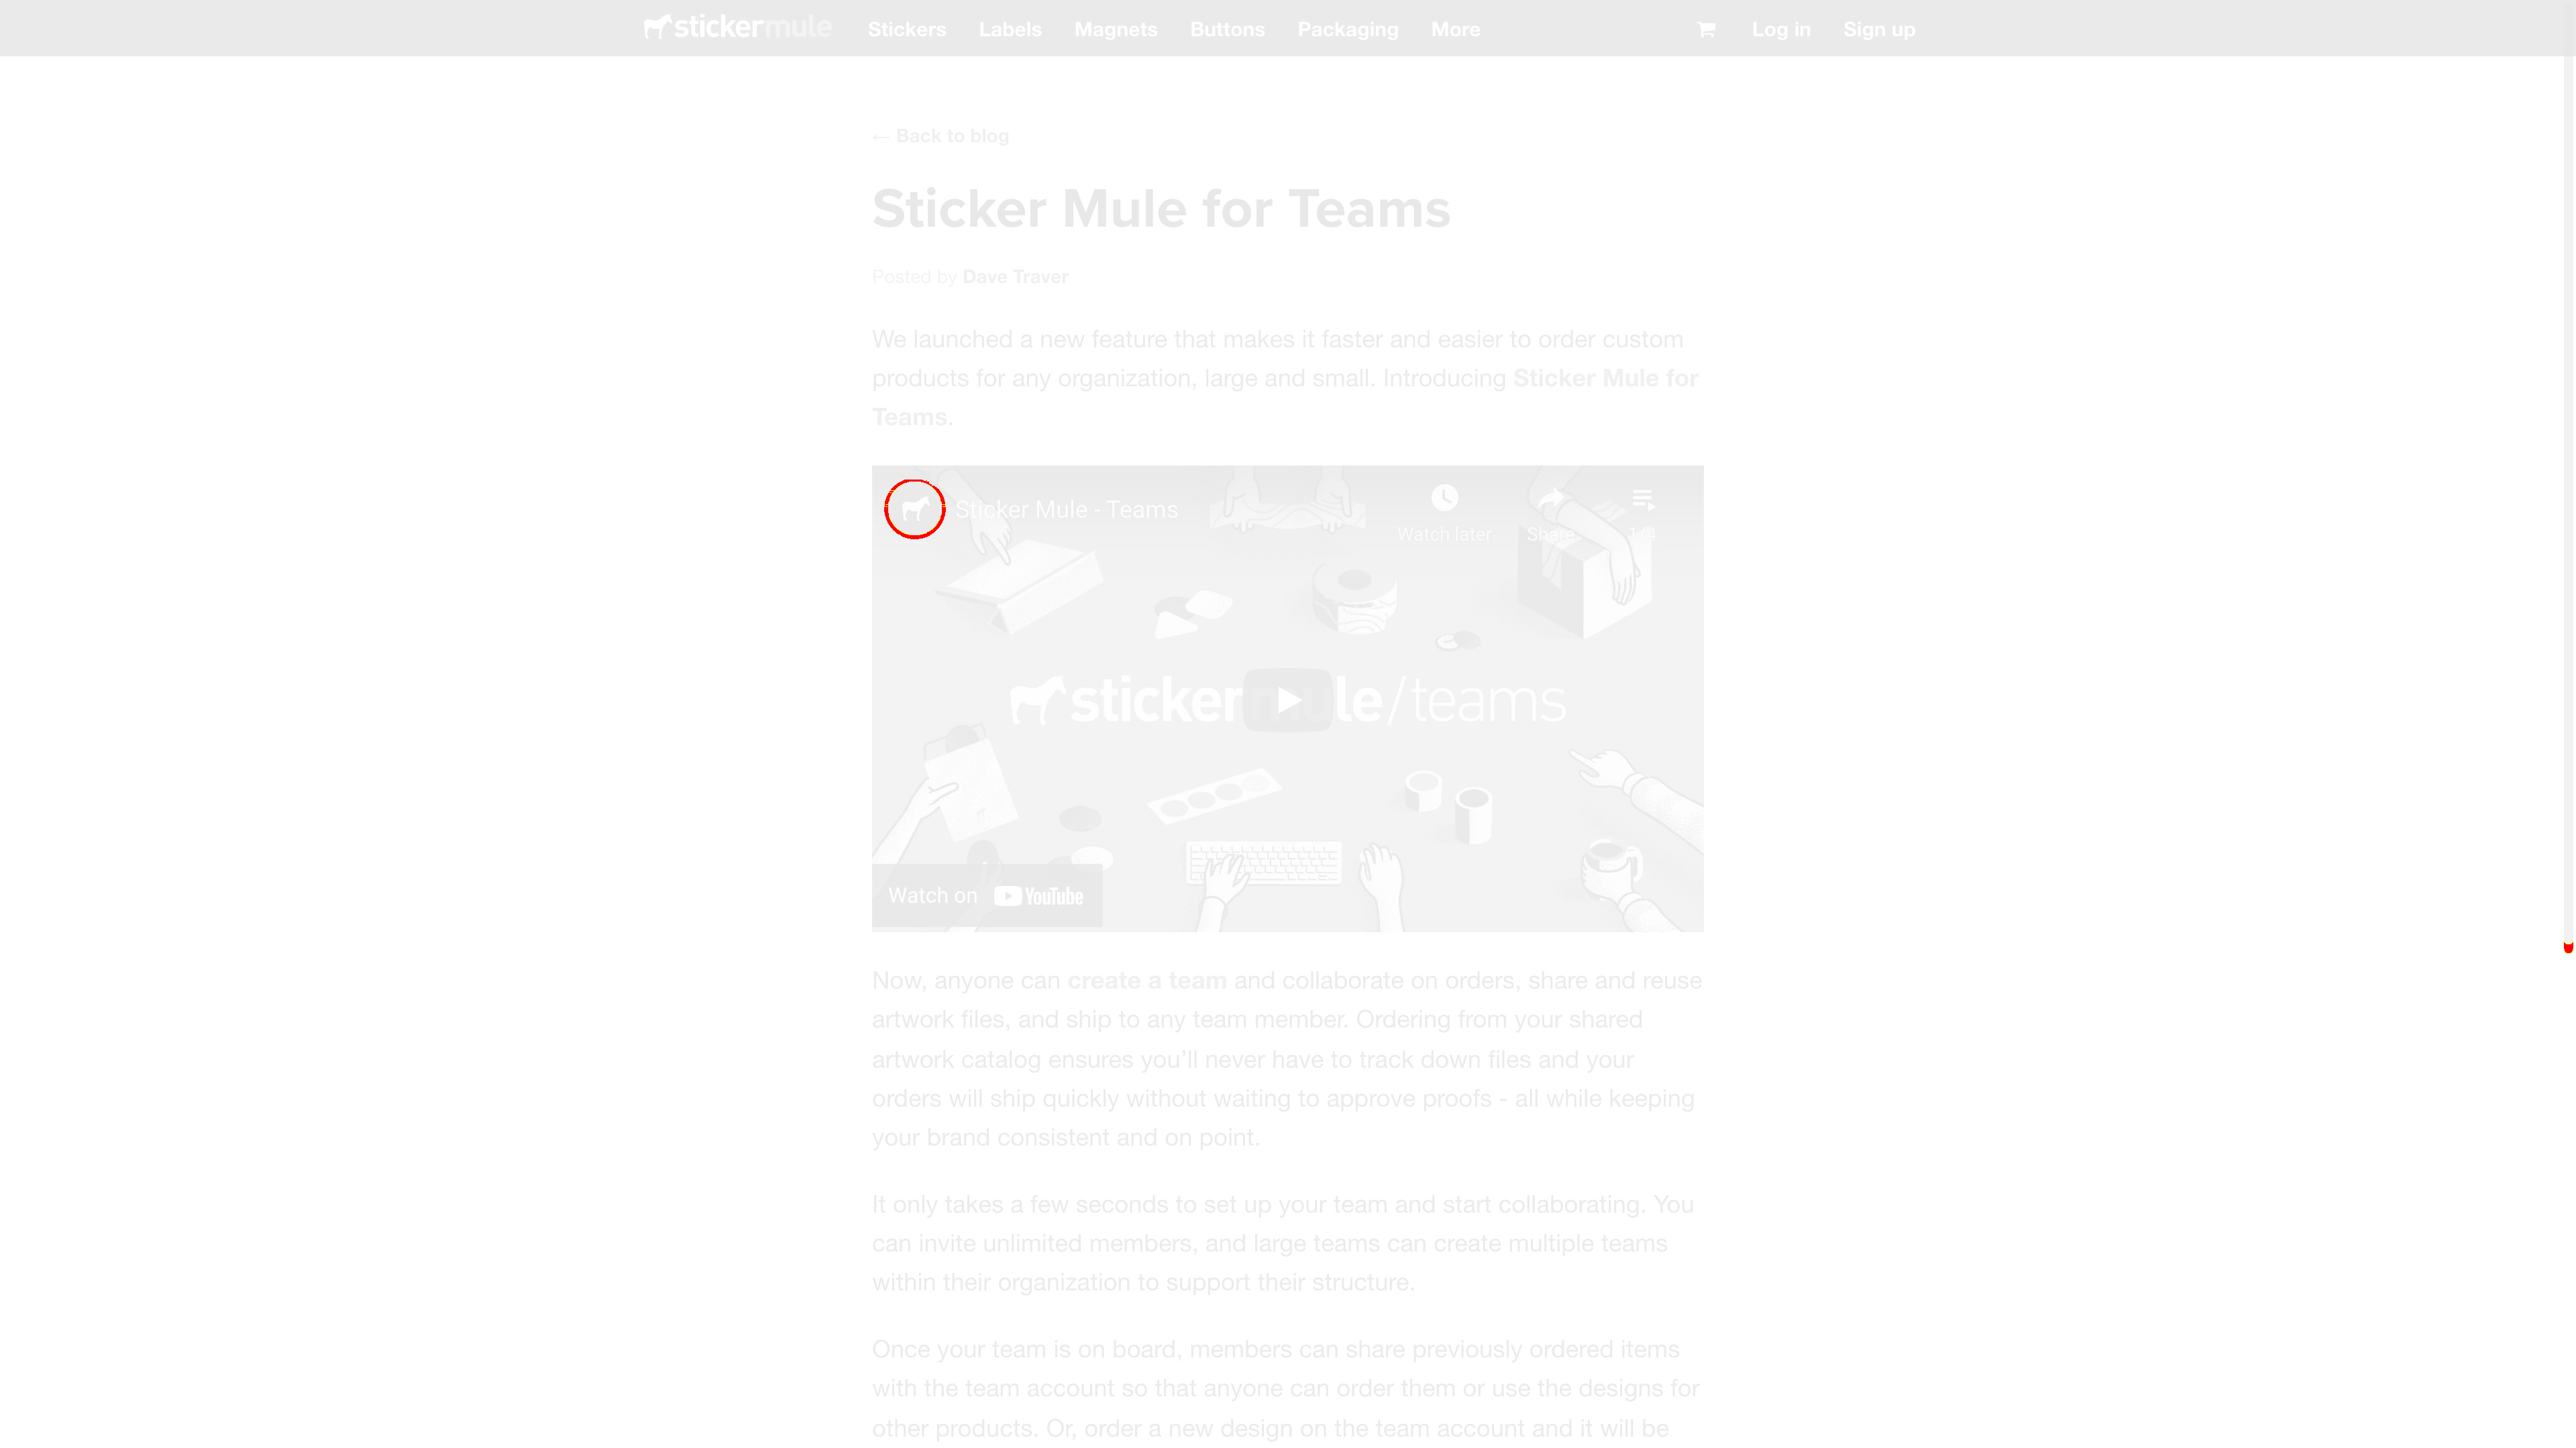 stickermule Stickers Labels Magnets Buttons Packaging More Log in Sign up
← Back to blog
Sticker Mule for Teams
Posted by Dave Traver
We launched a new feature that makes it faster and easier to order custom
products for any organization, large and small. Introducing Sticker Mule for
Teams.
Sticker Mule - Teams
Watch later Share 1/4
stickermule/teams
Watch on YouTube
Now, anyone can create a team and collaborate on orders, share and reuse
artwork files, and ship to any team member. Ordering from your shared
artwork catalog ensures you’ll never have to track down files and your
orders will ship quickly without waiting to approve proofs - all while keeping
your brand consistent and on point.
It only takes a few seconds to set up your team and start collaborating. You
can invite unlimited members, and large teams can create multiple teams
within their organization to support their structure.
Once your team is on board, members can share previously ordered items
with the team account so that anyone can order them or use the designs for
other products. Or, order a new design on the team account and it will be